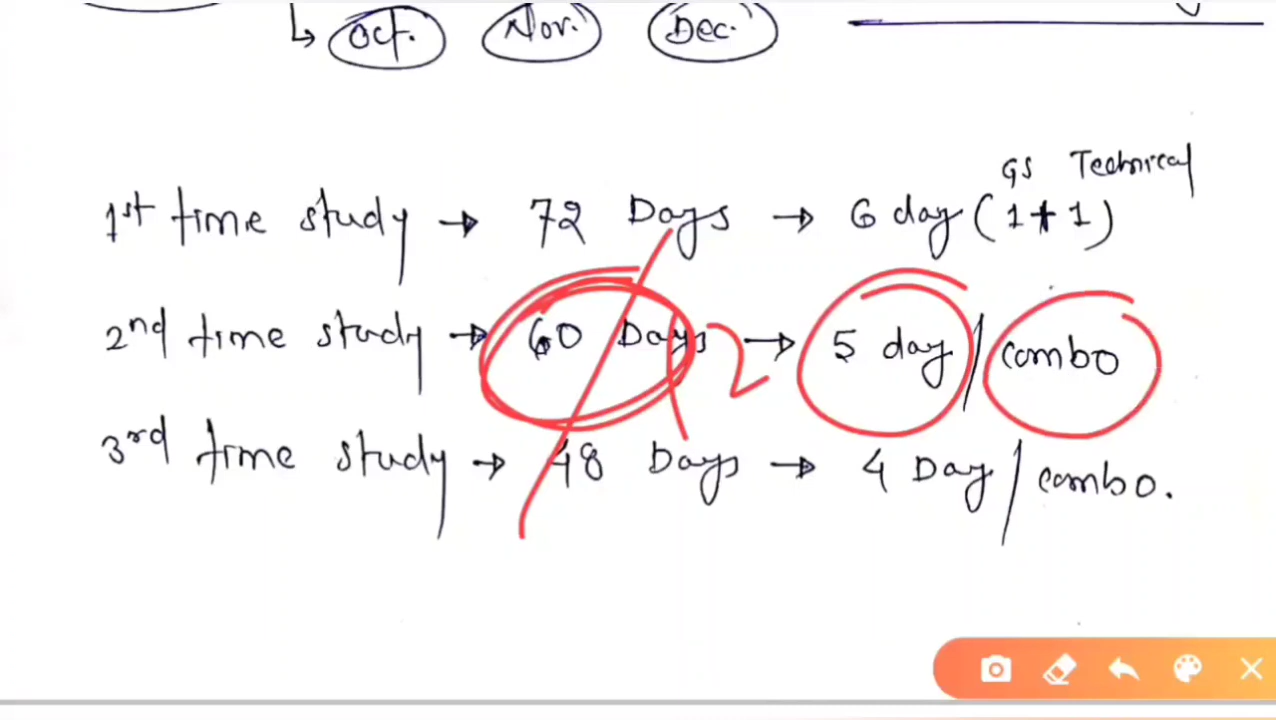 ↳ Oct. Nov. Dec.
GS Technical
1st time study → 72 Days → 6 day (1+1)
2nd time study → 60 Days → 5 day / combo
12
3rd time study → 48 Days → 4 Day / combo.